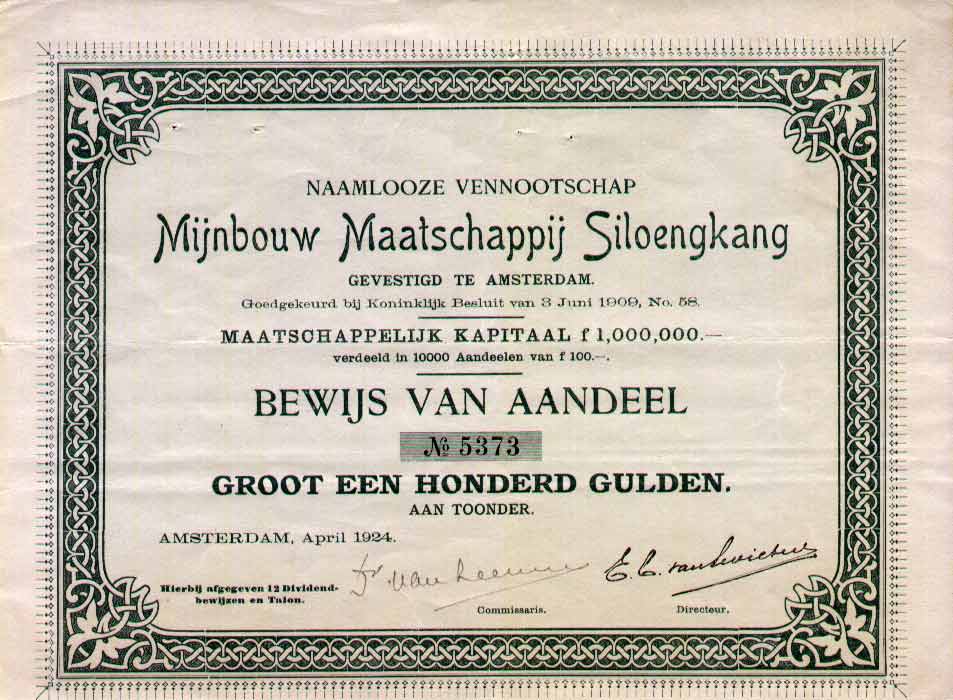 NAAMLOOZE VENNOOTSCHAP
Mijnbouw Maatschappij Siloengkang
GEVESTIGD TE AMSTERDAM.
Goedgekeurd bij Koninklijk Besluit van 3 Juni 1909, No. 58.
MAATSCHAPPELIJK KAPITAAL f 1,000,000.—
verdeeld in 10000 Aandeelen van f 100.—.
BEWIJS VAN AANDEEL
№ 5373
GROOT EEN HONDERD GULDEN.
AAN TOONDER.
AMSTERDAM, April 1924.
Hierbij afgegeven 12 Dividend-
bewijzen en Talon.
van
E. C. van
Commissaris.
Directeur.